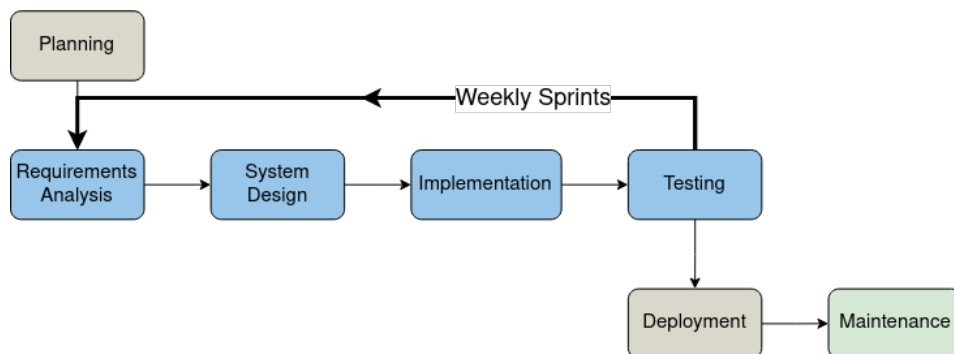 Planning
Weekly Sprints
Requirements
Analysis
System
Design
Implementation
Testing
Deployment
Maintenance